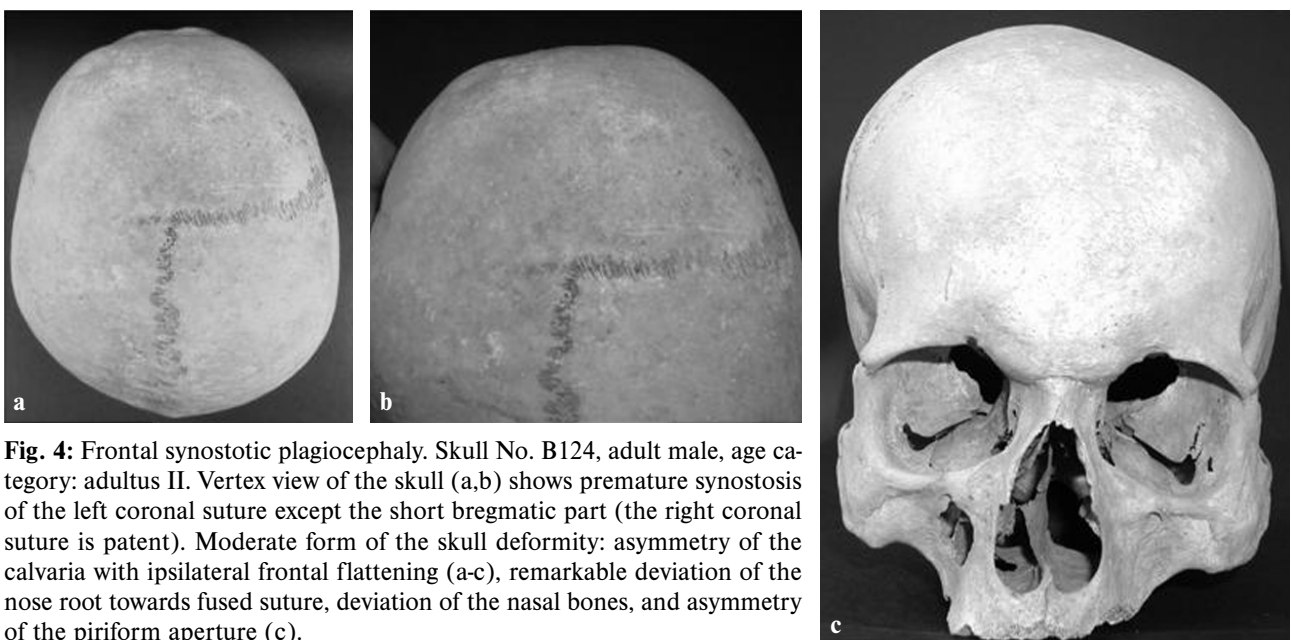 a
b
c
Fig. 4: Frontal synostotic plagiocephaly. Skull No. B124, adult male, age ca-
tegory: adultus II. Vertex view of the skull (a,b) shows premature synostosis
of the left coronal suture except the short bregmatic part (the right coronal
suture is patent). Moderate form of the skull deformity: asymmetry of the
calvaria with ipsilateral frontal flattening (a-c), remarkable deviation of the
nose root towards fused suture, deviation of the nasal bones, and asymmetry
of the piriform aperture (c).